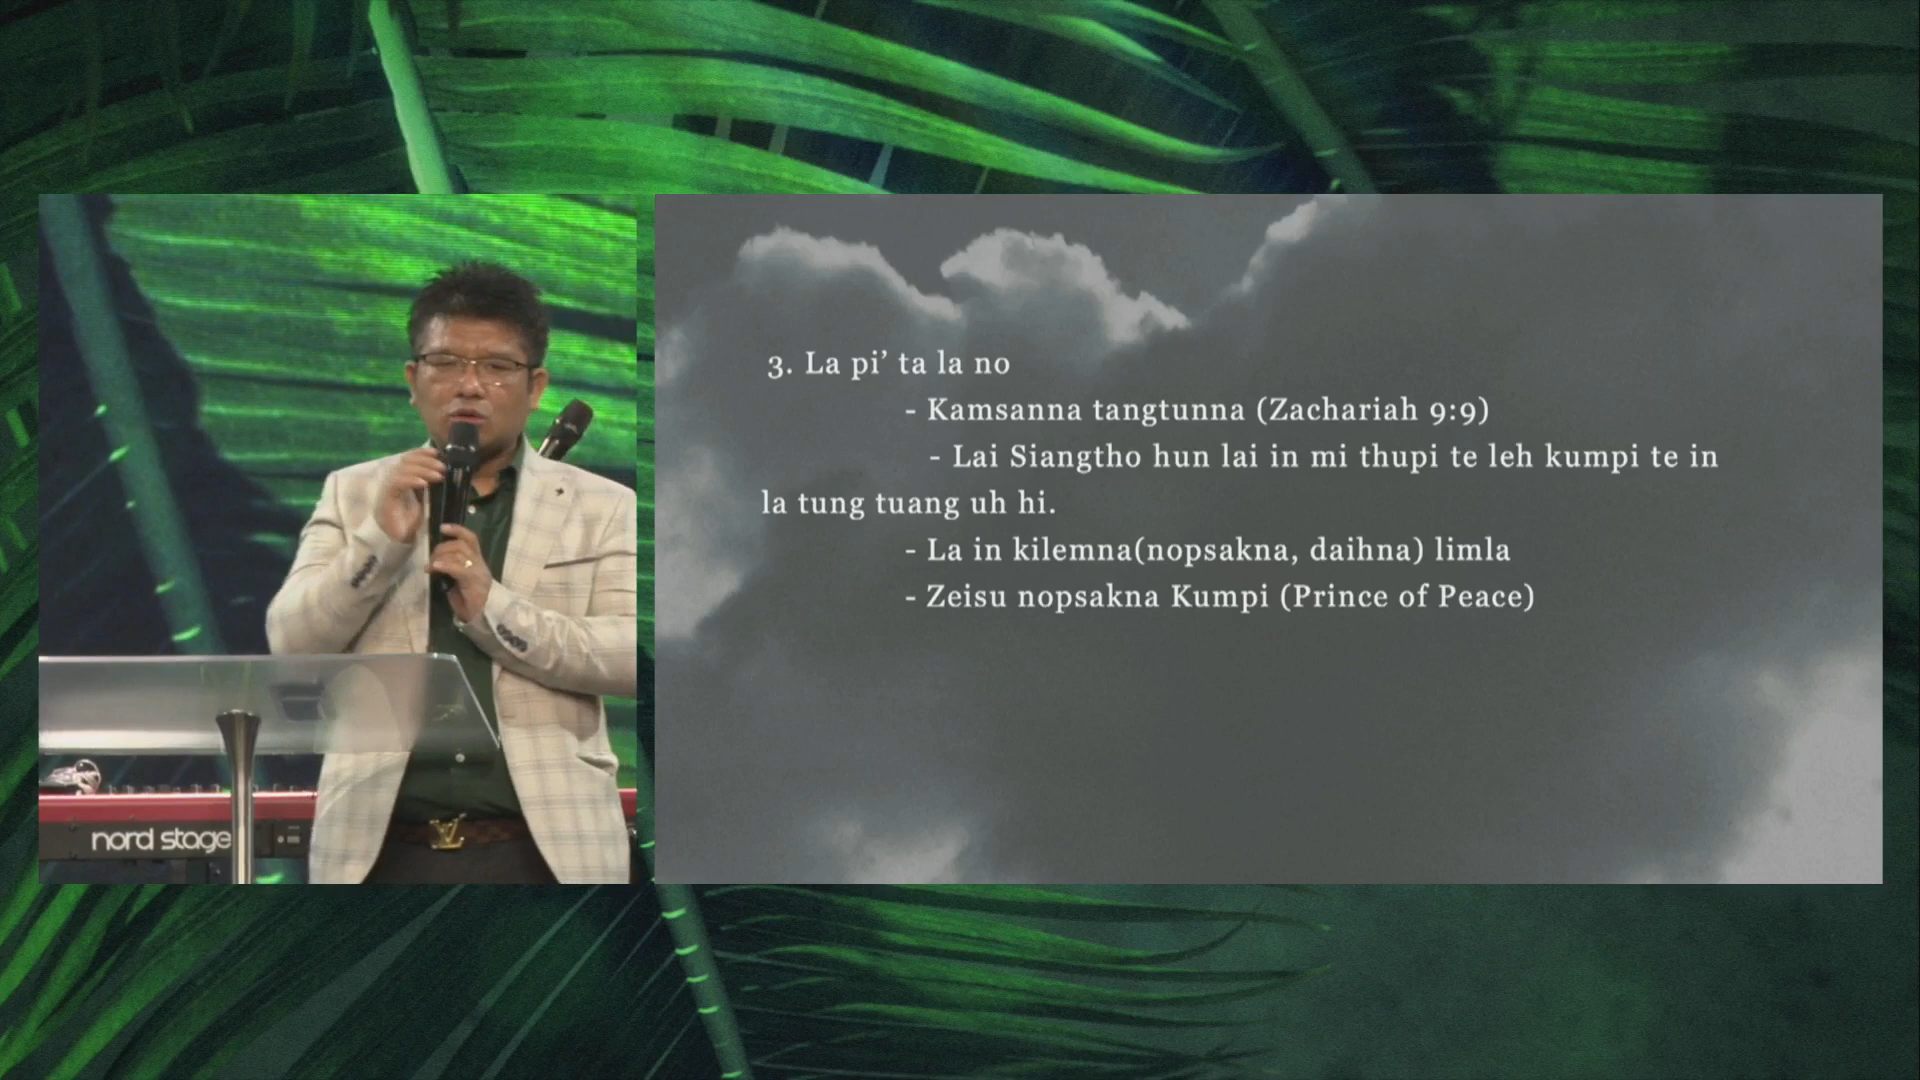 3. La pi’ ta la no
- Kamsanna tangtunna (Zachariah 9:9)
- Lai Siangtho hun lai in mi thupi te leh kumpi te in
la tung tuang uh hi.
- La in kilemna(nopsakna, daihna) limla
- Zeisu nopsakna Kumpi (Prince of Peace)
nord stage